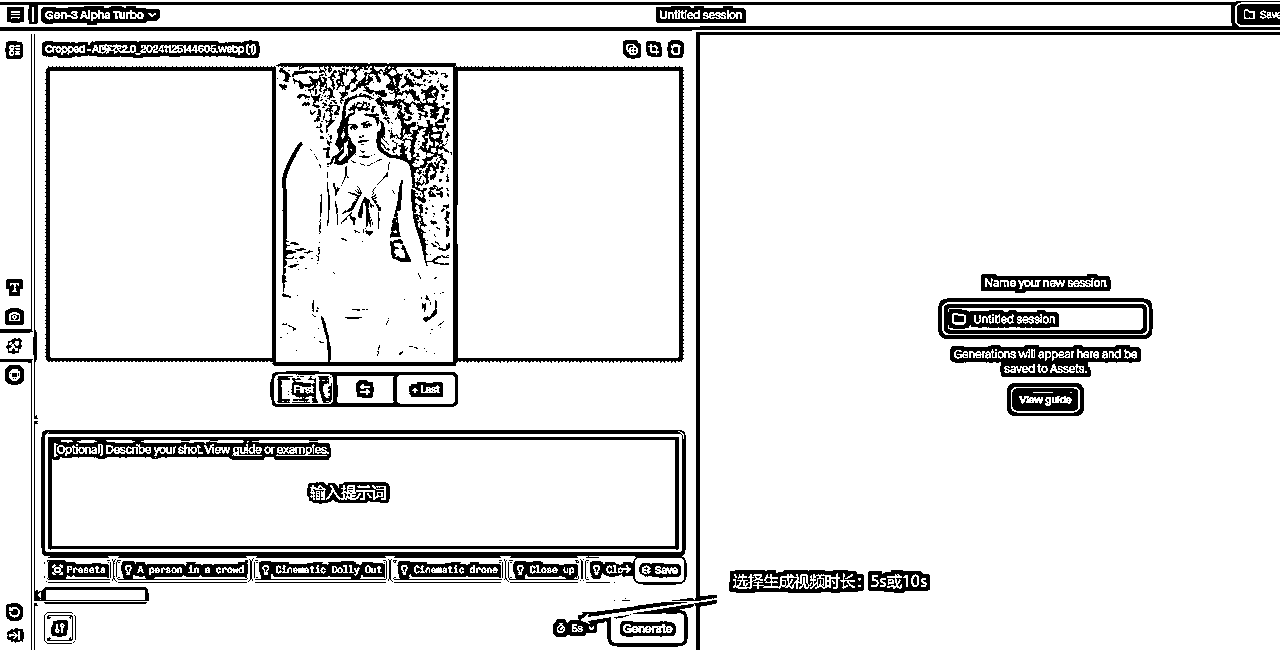 Gen-3 Alpha Turbo
Untitled session
Save
Cropped - AI穿衣2.0_20241125144605.webp (1)
First
+ Last
[Optional] Describe your shot. View guide or examples.
输入提示词
Presets
A person in a crowd
Cinematic Dolly Out
Cinematic drone
Close up
Clo
Save
5s
Generate
Name your new session
Untitled session
Generations will appear here and be
saved to Assets.
View guide
选择生成视频时长：5s或10s